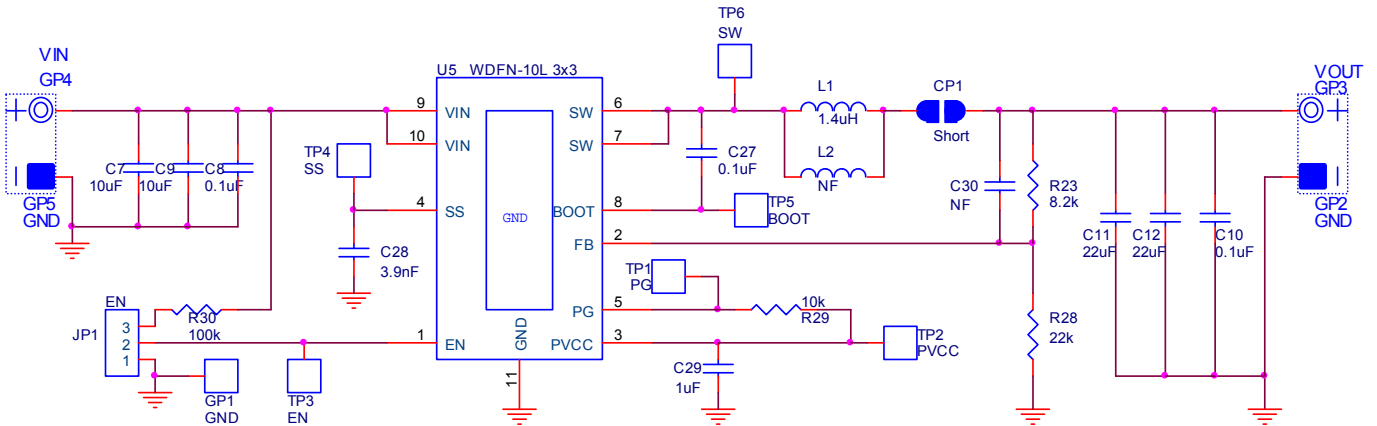 TP6
SW
VIN
GP4
U5 WDFN-10L 3x3
L1
CP1
VOUT
GP3
9
VIN
SW
6
1.4uH
Short
10
VIN
SW
7
TP4
SS
C7
10uF
C9
10uF
C8
0.1uF
C27
0.1uF
L2
NF
C30
NF
R23
8.2k
GP5
GND
4
SS
GND
BOOT
8
TP5
BOOT
GP2
GND
FB
2
C11
22uF
C12
22uF
C10
0.1uF
C28
3.9nF
TP1
PG
EN
R30
100k
PG
5
10k
R29
R28
22k
JP1
3
2
1
1
EN
GND
PVCC
3
TP2
PVCC
11
C29
1uF
GP1
GND
TP3
EN